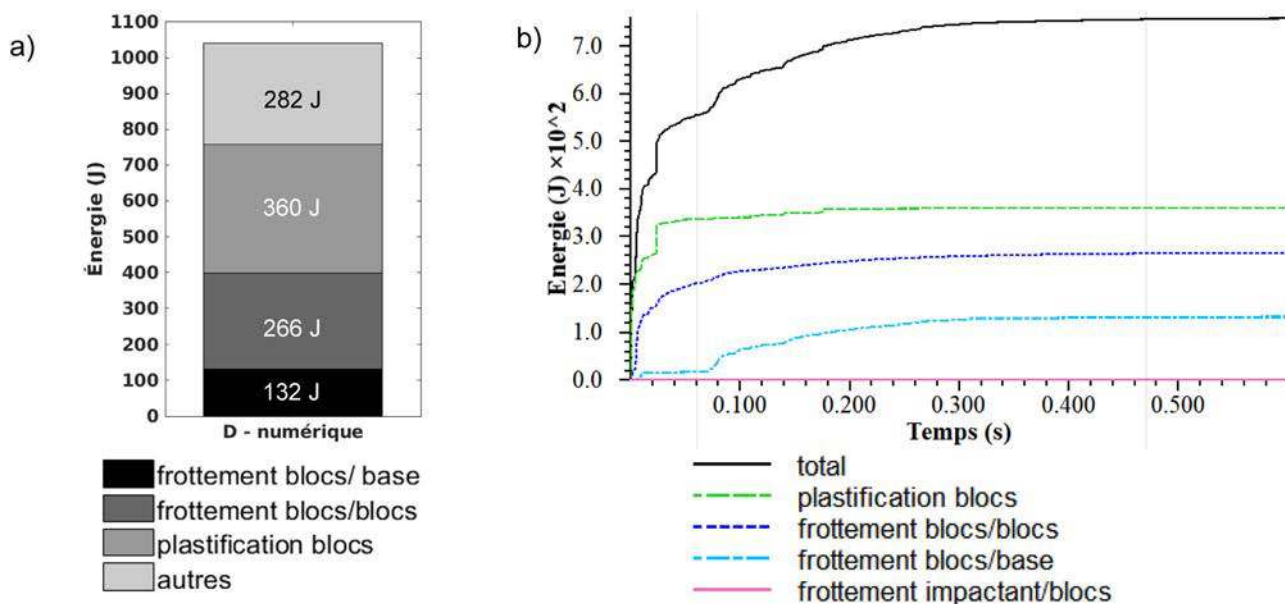 a)
1100
1000
900
800
700
600
500
400
300
200
100
0
Énergie (J)
282 J
360 J
266 J
132 J
D - numérique
frottement blocs/ base
frottement blocs/blocs
plastification blocs
autres
b)
7.0
6.0
5.0
4.0
3.0
2.0
1.0
0.0
Energie (J) ×10^2
0.100
0.200
0.300
0.400
0.500
Temps (s)
total
plastification blocs
frottement blocs/blocs
frottement blocs/base
frottement impactant/blocs